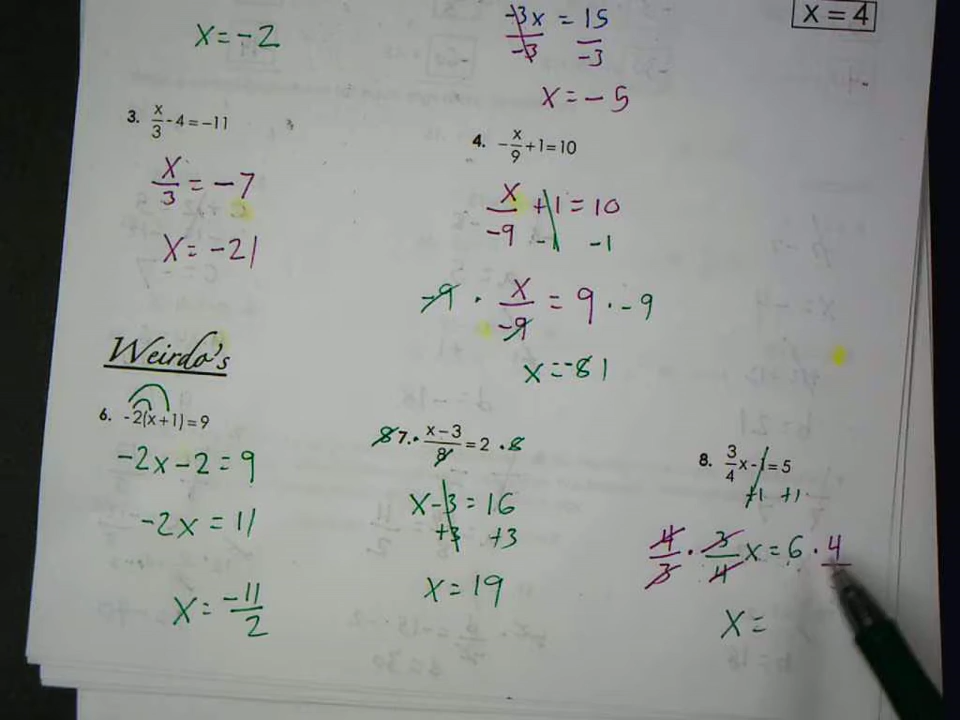 x = -2
-3x = 15
-3 -3
x = -5
x = 4
3. x/3 - 4 = -11
x/3 = -7
x = -21
4. -x/9 + 1 = 10
x/-9 + 1 = 10
-1 -1
-9 · x/-9 = 9 · -9
x = -81
Weirdo's
6. -2(x + 1) = 9
-2x - 2 = 9
-2x = 11
x = -11/2
8 7. · x - 3/8 = 2 · 8
x - 3 = 16
+3 +3
x = 19
8. 3/4 x - 1 = 5
+1 +1
4/3 · 3/4 x = 6 · 4
x =